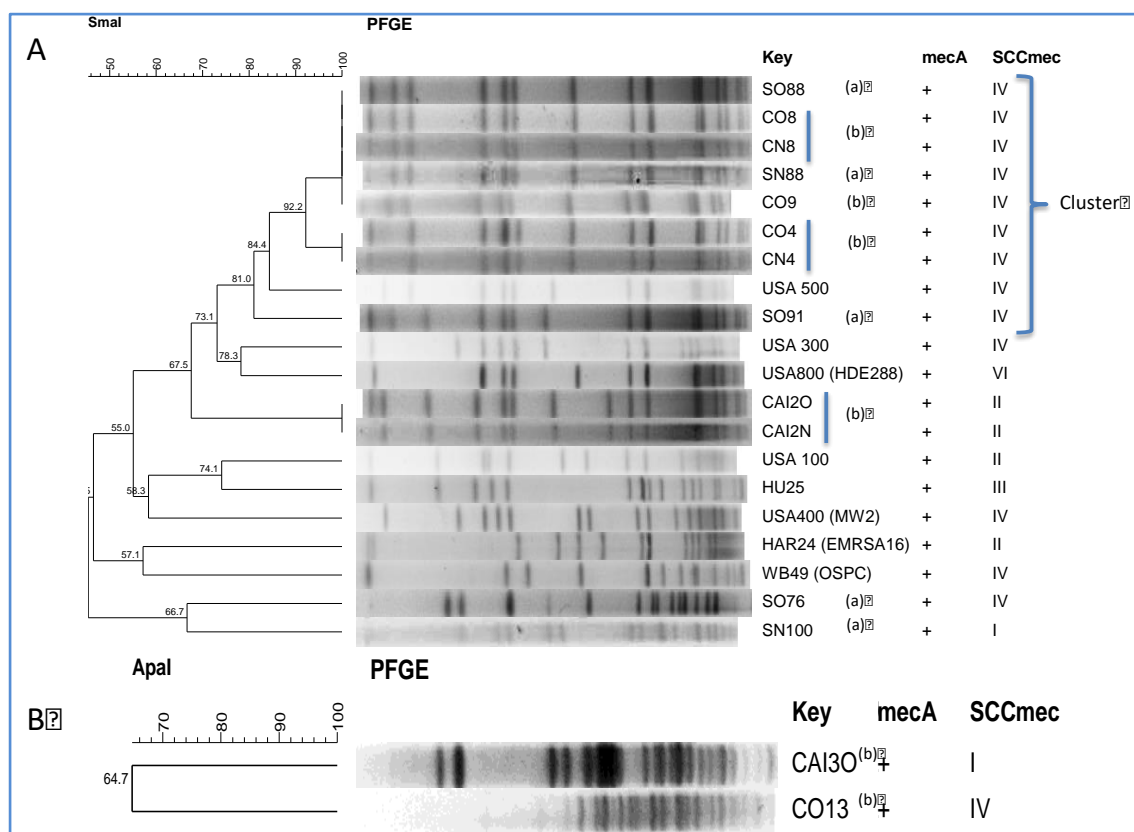 SmaI PFGE
A
50 60 70 80 90 100
Key mecA SCCmec
SO88 (a) + IV
CO8 + IV
(b)
CN8 + IV
SN88 (a) + IV
92.2
CO9 (b) + IV
Cluster
CO4 + IV
84.4 (b)
CN4 + IV
81.0
USA 500 + IV
SO91 (a) + IV
73.1
USA 300 + IV
78.3
67.5
USA800 (HDE288) + VI
CAI2O + II
(b)
CAI2N + II
55.0
USA 100 + II
74.1
HU25 + III
58.3
USA400 (MW2) + IV
HAR24 (EMRSA16) + II
57.1
WB49 (OSPC) + IV
SO76 (a) + IV
66.7
SN100 (a) + I
ApaI PFGE
B
70 80 90 100
Key mecA SCCmec
CAI3O (b) + I
64.7
CO13 (b) + IV